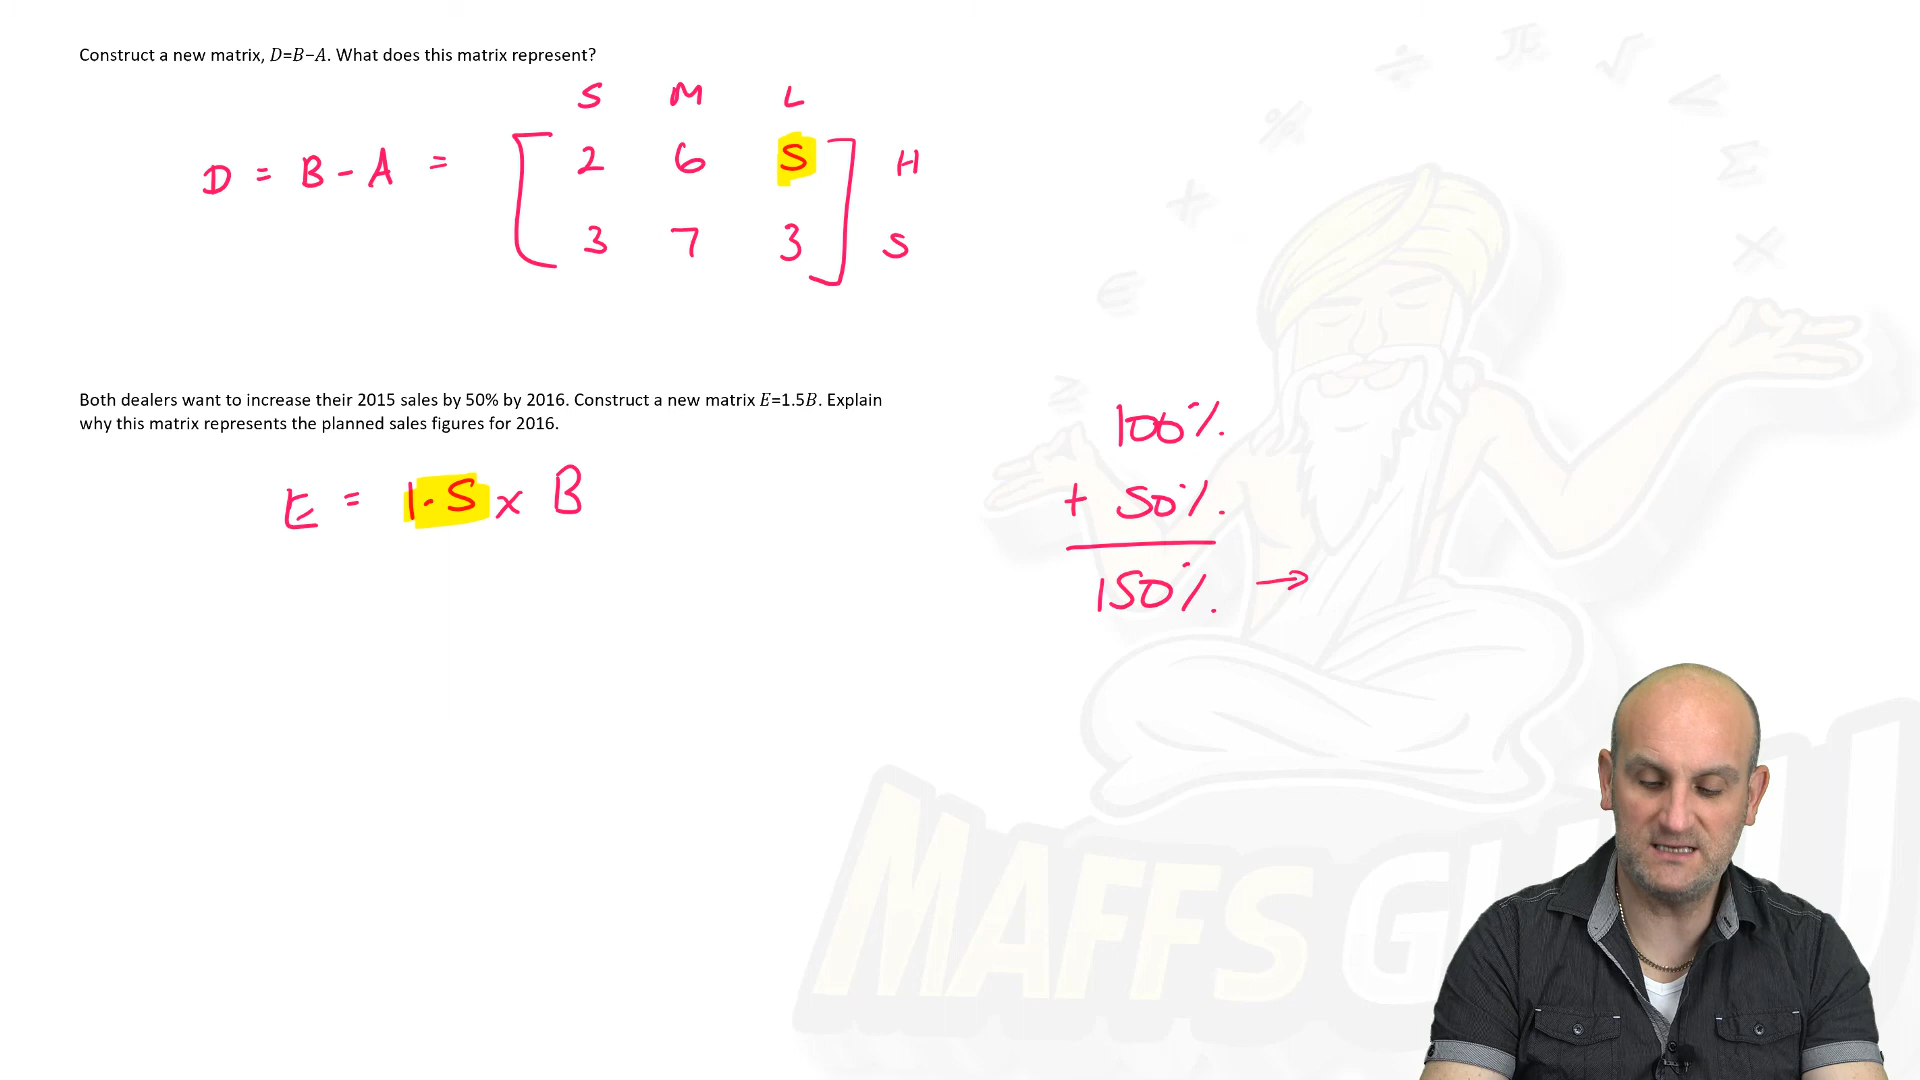 Construct a new matrix, D=B−A. What does this matrix represent?
S M L
D = B - A = [ 2 6 5 ] H
3 7 3 S
Both dealers want to increase their 2015 sales by 50% by 2016. Construct a new matrix E=1.5B. Explain
why this matrix represents the planned sales figures for 2016.
100%
E = 1.5 x B
+ 50%
150% →
MAFFS GU